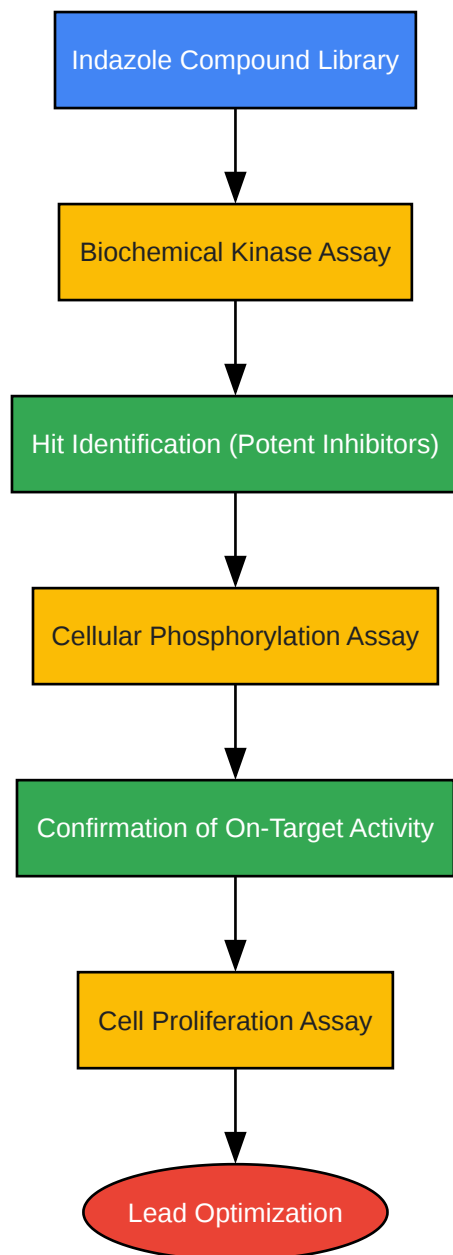 Indazole Compound Library
Biochemical Kinase Assay
Hit Identification (Potent Inhibitors)
Cellular Phosphorylation Assay
Confirmation of On-Target Activity
Cell Proliferation Assay
Lead Optimization